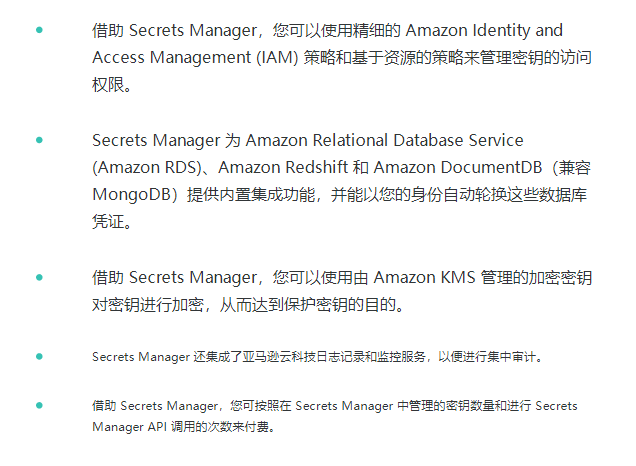 借助 Secrets Manager，您可以使用精细的 Amazon Identity and
Access Management (IAM) 策略和基于资源的策略来管理密钥的访问
权限。
Secrets Manager 为 Amazon Relational Database Service
(Amazon RDS)、Amazon Redshift 和 Amazon DocumentDB（兼容
MongoDB）提供内置集成功能，并能以您的身份自动轮换这些数据库
凭证。
借助 Secrets Manager，您可以使用由 Amazon KMS 管理的加密密钥
对密钥进行加密，从而达到保护密钥的目的。
Secrets Manager 还集成了亚马逊云科技日志记录和监控服务，以便进行集中审计。
借助 Secrets Manager，您可按照在 Secrets Manager 中管理的密钥数量和进行 Secrets
Manager API 调用的次数来付费。